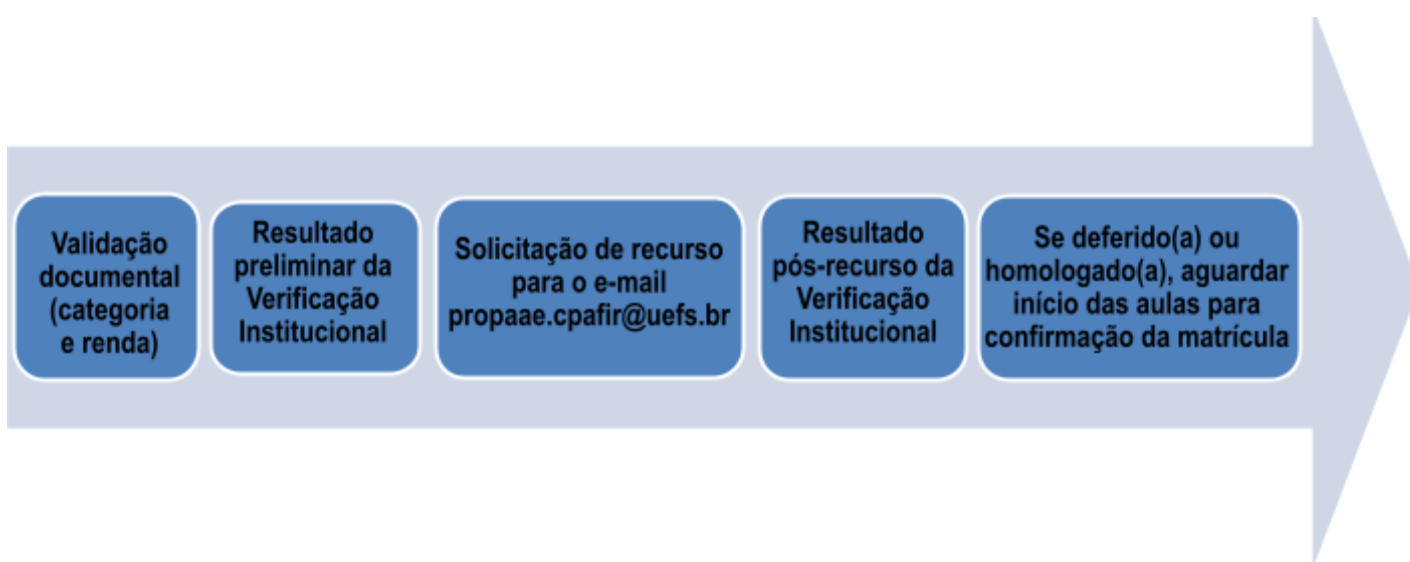 Validação
documental
(categoria
e renda)
Resultado
preliminar da
Verificação
Institucional
Solicitação de recurso
para o e-mail
propaae.cpafir@uefs.br
Resultado
pós-recurso da
Verificação
Institucional
Se deferido(a) ou
homologado(a), aguardar
início das aulas para
confirmação da matrícula